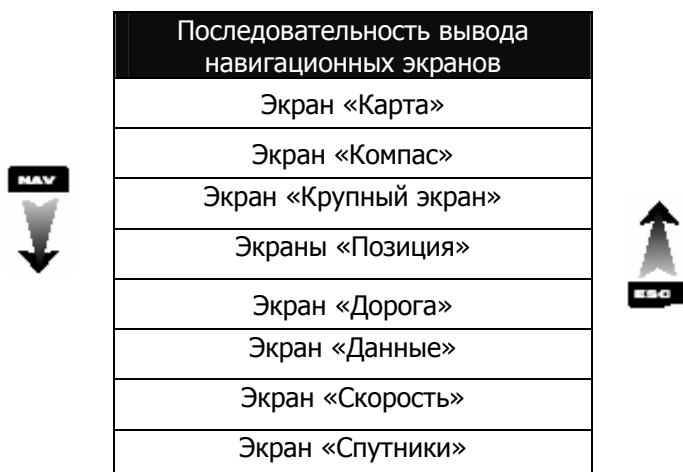 Последовательность вывода
навигационных экранов
Экран «Карта»
Экран «Компас»
NAV
Экран «Крупный экран»
Экраны «Позиция»
Экран «Дорога»
ESC
Экран «Данные»
Экран «Скорость»
Экран «Спутники»